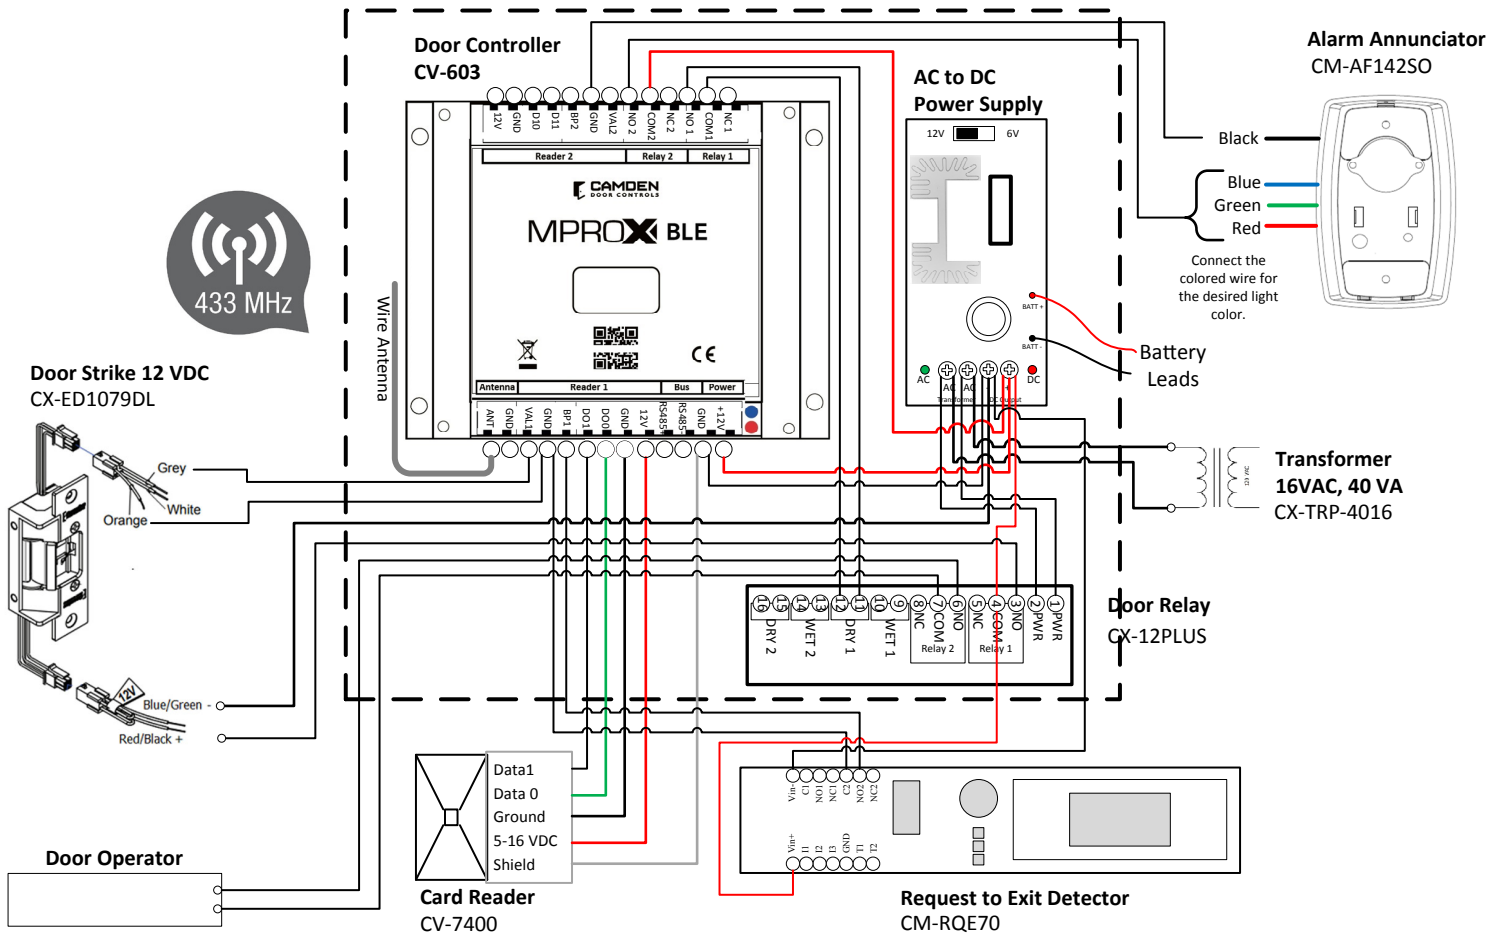 Door Controller
CV-603
AC to DC
Power Supply
Alarm Annunciator
CM-AF142SO
12V
GND
D10
D11
BP2
GND
VAL2
NO 2
COM2
NC 2
NO 1
COM1
NC 1
Reader 2
Relay 2
Relay 1
CAMDEN
DOOR CONTROLS
MPROX BLE
12V
6V
Black
Blue
Green
Red
Connect the
colored wire for
the desired light
color.
433 MHz
Wire Antenna
CE
BATT +
BATT -
Battery
Leads
AC
AC
AC
-
+
DC
Transformer
DC Output
Antenna
Reader 1
Bus
Power
ANT
GND
VAL1
GND
BP1
DO1
DO0
GND
12V
RS485+
RS485-
GND
+12V
Door Strike 12 VDC
CX-ED1079DL
Grey
White
Orange
Transformer
16VAC, 40 VA
CX-TRP-4016
16
15
14
13
12
11
10
9
8
7
6
5
4
3
2
1
DRY 2
WET 2
DRY 1
WET 1
NC
COM
NO
NC
COM
NO
PWR
PWR
Relay 2
Relay 1
Door Relay
CX-12PLUS
12V
Blue/Green -
Red/Black +
Data1
Data 0
Ground
5-16 VDC
Shield
Card Reader
CV-7400
Vin-
C1
NO1
NC1
C2
NO2
NC2
Vin+
I1
I2
I3
GND
T1
T2
Request to Exit Detector
CM-RQE70
Door Operator